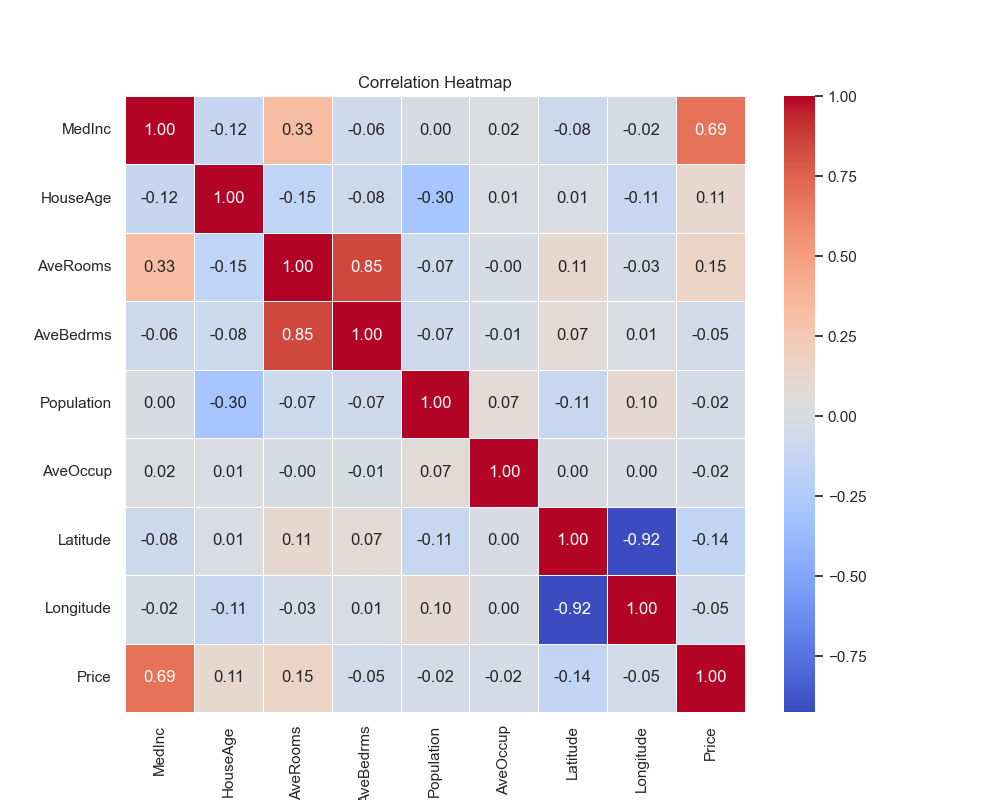 Correlation Heatmap
MedInc 1.00 -0.12 0.33 -0.06 0.00 0.02 -0.08 -0.02 0.69
HouseAge -0.12 1.00 -0.15 -0.08 -0.30 0.01 0.01 -0.11 0.11
AveRooms 0.33 -0.15 1.00 0.85 -0.07 -0.00 0.11 -0.03 0.15
AveBedrms -0.06 -0.08 0.85 1.00 -0.07 -0.01 0.07 0.01 -0.05
Population 0.00 -0.30 -0.07 -0.07 1.00 0.07 -0.11 0.10 -0.02
AveOccup 0.02 0.01 -0.00 -0.01 0.07 1.00 0.00 0.00 -0.02
Latitude -0.08 0.01 0.11 0.07 -0.11 0.00 1.00 -0.92 -0.14
Longitude -0.02 -0.11 -0.03 0.01 0.10 0.00 -0.92 1.00 -0.05
Price 0.69 0.11 0.15 -0.05 -0.02 -0.02 -0.14 -0.05 1.00
MedInc HouseAge AveRooms AveBedrms Population AveOccup Latitude Longitude Price
1.00
0.75
0.50
0.25
0.00
−0.25
−0.50
−0.75